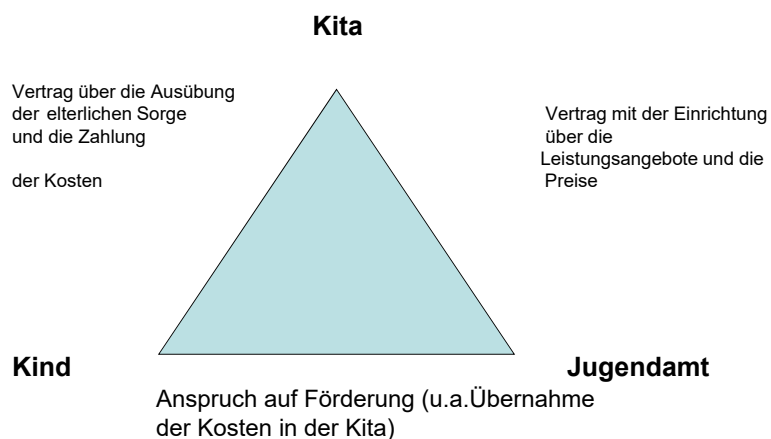 Kita
Vertrag über die Ausübung
der elterlichen Sorge
und die Zahlung
der Kosten
Vertrag mit der Einrichtung
über die
Leistungsangebote und die
Preise
Kind
Jugendamt
Anspruch auf Förderung (u.a.Übernahme
der Kosten in der Kita)